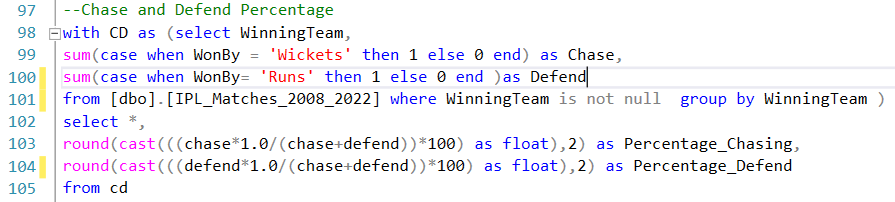 97 --Chase and Defend Percentage
98 with CD as (select WinningTeam,
99 sum(case when WonBy = 'Wickets' then 1 else 0 end) as Chase,
100 sum(case when WonBy= 'Runs' then 1 else 0 end )as Defend
101 from [dbo].[IPL_Matches_2008_2022] where WinningTeam is not null  group by WinningTeam )
102 select *,
103 round(cast(((chase*1.0/(chase+defend))*100) as float),2) as Percentage_Chasing,
104 round(cast(((defend*1.0/(chase+defend))*100) as float),2) as Percentage_Defend
105 from cd